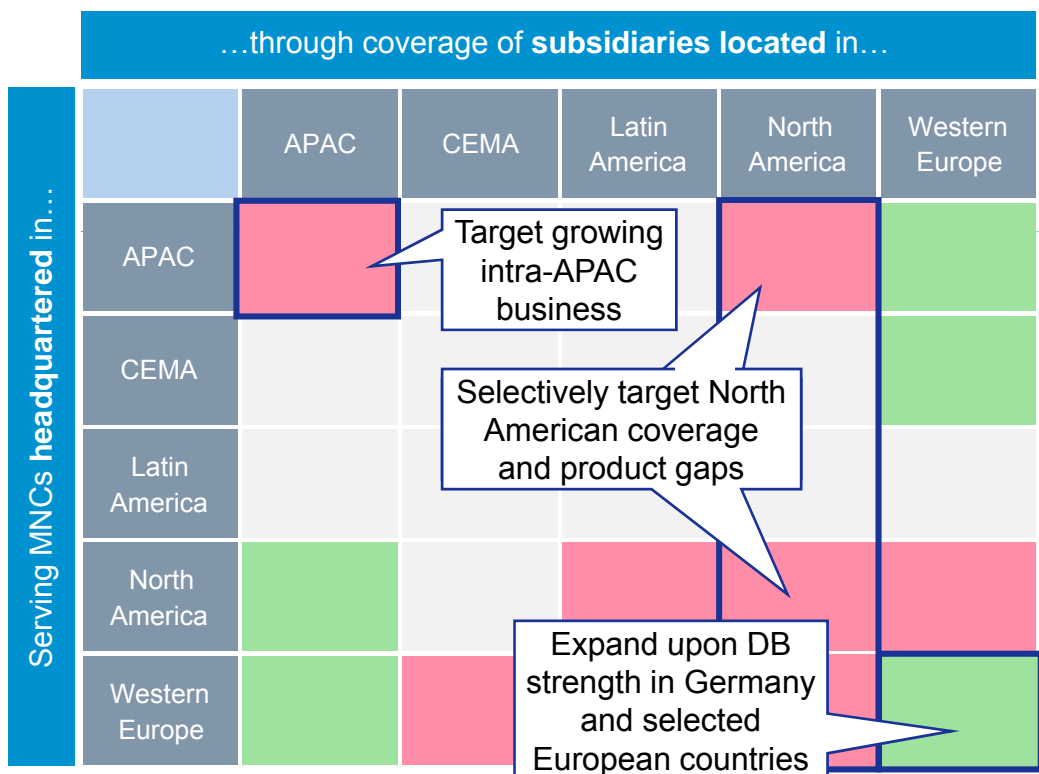 …through coverage of subsidiaries located in…
Serving MNCs headquartered in…
APAC
CEMA
Latin
America
North
America
Western
Europe
APAC
Target growing
intra-APAC
business
CEMA
Selectively target North
American coverage
and product gaps
Latin
America
North
America
Western
Europe
Expand upon DB
strength in Germany
and selected
European countries